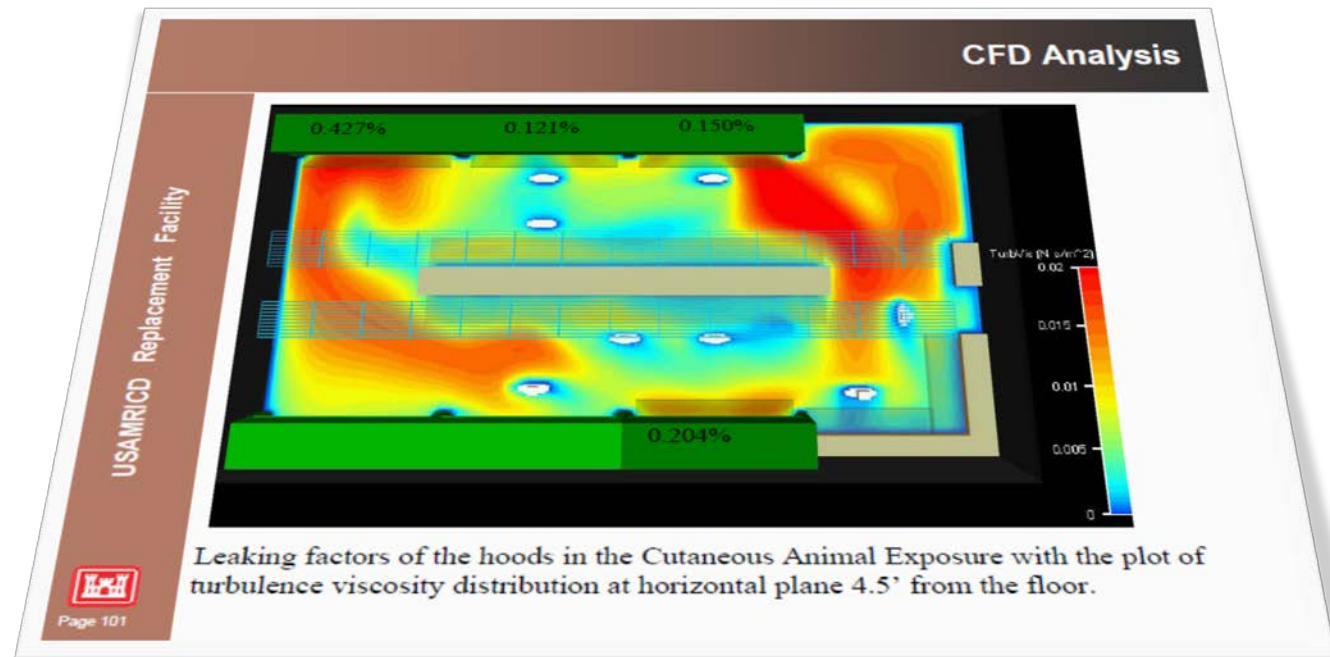 CFD Analysis
USAMRICD Replacement Facility
0.427% 0.121% 0.150%
TurbVis [N s/m^2]
0.02
0.015
0.01
0.005
0
0.204%
Leaking factors of the hoods in the Cutaneous Animal Exposure with the plot of
turbulence viscosity distribution at horizontal plane 4.5’ from the floor.
Page 101